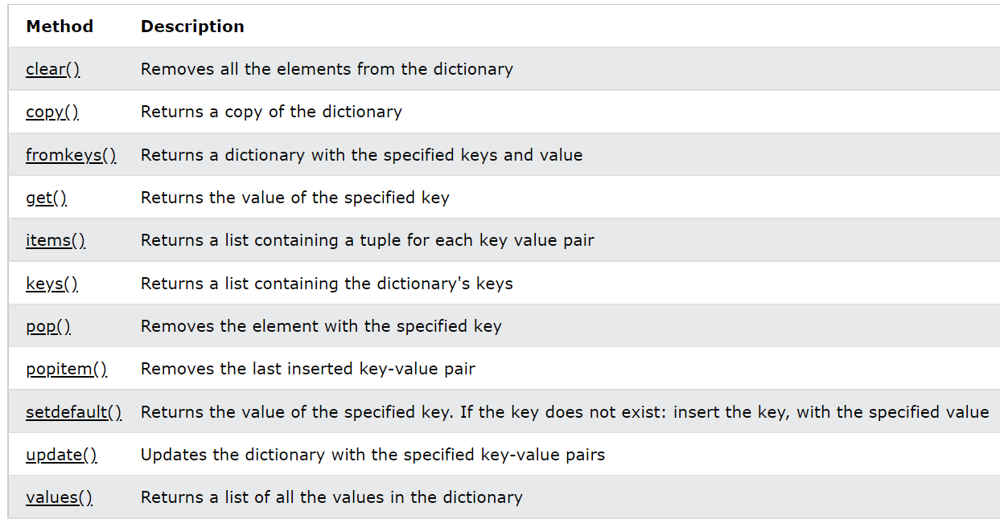 Method Description
clear() Removes all the elements from the dictionary
copy() Returns a copy of the dictionary
fromkeys() Returns a dictionary with the specified keys and value
get() Returns the value of the specified key
items() Returns a list containing a tuple for each key value pair
keys() Returns a list containing the dictionary's keys
pop() Removes the element with the specified key
popitem() Removes the last inserted key-value pair
setdefault() Returns the value of the specified key. If the key does not exist: insert the key, with the specified value
update() Updates the dictionary with the specified key-value pairs
values() Returns a list of all the values in the dictionary